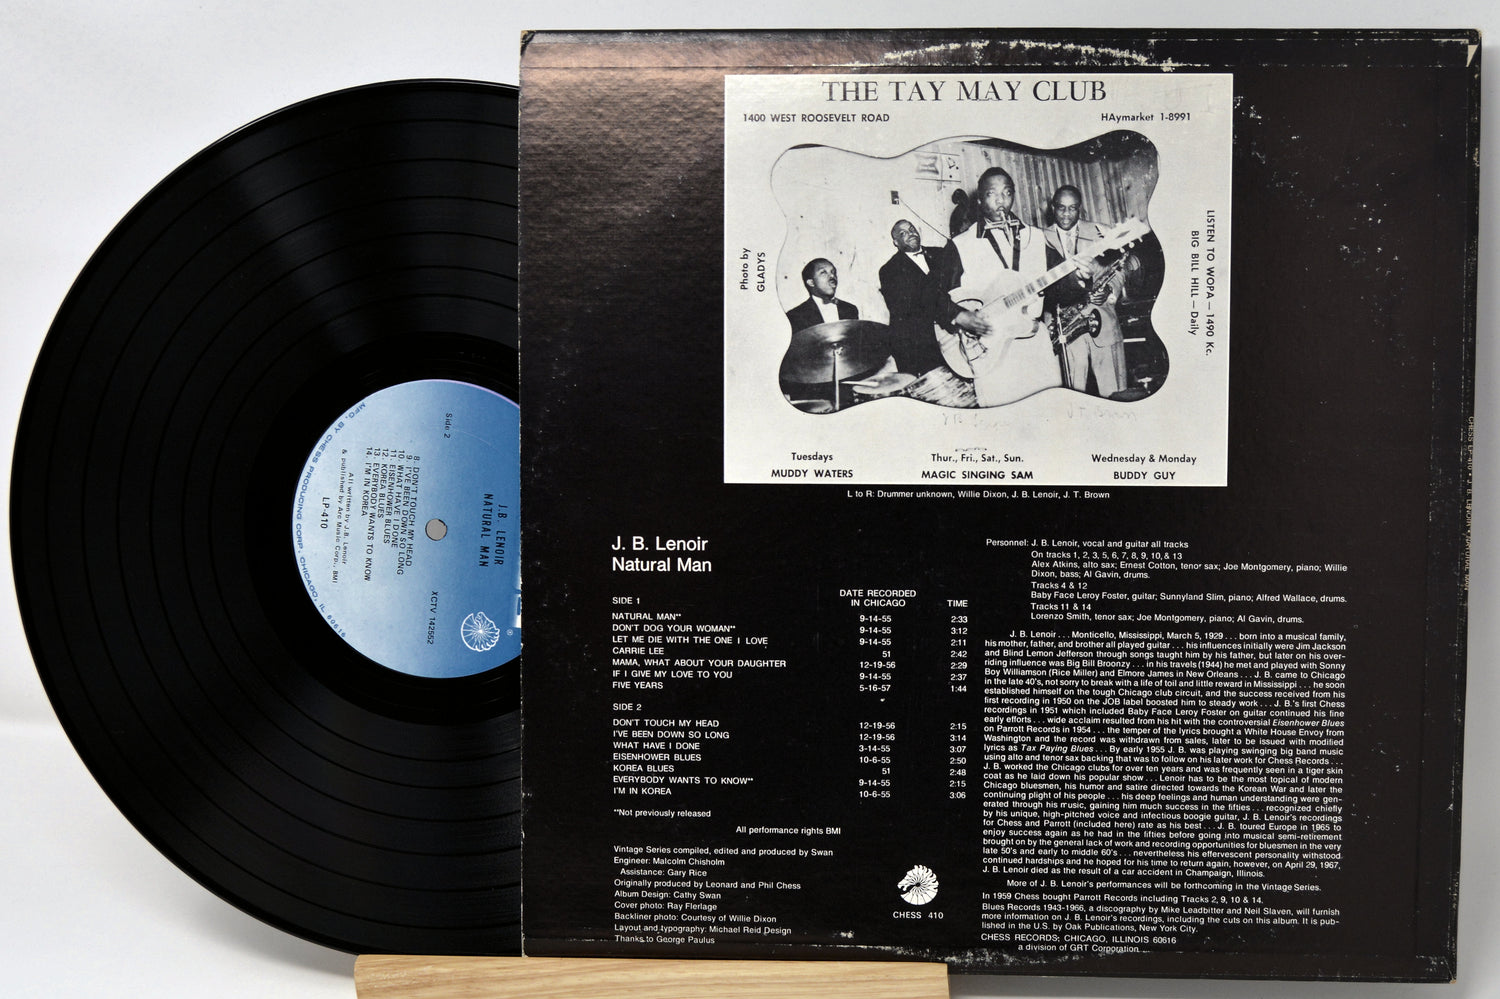 THE TAY MAY CLUB
1400 WEST ROOSEVELT ROAD
HAymarket 1-8991
Photo by
GLADYS
LISTEN TO WOPA — 1490 Kc.
BIG BILL HILL — Daily
J.T. Brown
Tuesdays
MUDDY WATERS
Thur., Fri., Sat., Sun.
MAGIC SINGING SAM
Wednesday & Monday
BUDDY GUY
L to R: Drummer unknown, Willie Dixon, J. B. Lenoir, J. T. Brown
J. B. Lenoir
Natural Man
SIDE 1
DATE RECORDED
IN CHICAGO
TIME
NATURAL MAN** 9-14-55 2:33
DON'T DOG YOUR WOMAN** 9-14-55 3:12
LET ME DIE WITH THE ONE I LOVE 9-14-55 2:11
CARRIE LEE 51 2:42
MAMA, WHAT ABOUT YOUR DAUGHTER 12-19-56 2:29
IF I GIVE MY LOVE TO YOU 9-14-55 2:37
FIVE YEARS 5-16-57 1:44
SIDE 2
DON'T TOUCH MY HEAD 12-19-56 2:15
I'VE BEEN DOWN SO LONG 12-19-56 3:14
WHAT HAVE I DONE 3-14-55 3:07
EISENHOWER BLUES 10-6-55 2:50
KOREA BLUES 51 2:48
EVERYBODY WANTS TO KNOW** 9-14-55 2:15
I'M IN KOREA 10-6-55 3:06
**Not previously released
All performance rights BMI
Vintage Series compiled, edited and produced by Swan
Engineer: Malcolm Chisholm
Assistance: Gary Rice
Originally produced by Leonard and Phil Chess
Album Design: Cathy Swan
Cover photo: Ray Flerlage
Backliner photo: Courtesy of Willie Dixon
Layout and typography: Michael Reid Design
Thanks to George Paulus
CHESS 410
Personnel: J. B. Lenoir, vocal and guitar all tracks
On tracks 1, 2, 3, 5, 6, 7, 8, 9, 10, & 13
Alex Atkins, alto sax; Ernest Cotton, tenor sax; Joe Montgomery, piano; Willie
Dixon, bass; Al Gavin, drums.
Tracks 4 & 12
Baby Face Leroy Foster, guitar; Sunnyland Slim, piano; Alfred Wallace, drums.
Tracks 11 & 14
Lorenzo Smith, tenor sax; Joe Montgomery, piano; Al Gavin, drums.
J. B. Lenoir . . . Monticello, Mississippi, March 5, 1929 . . . born into a musical family,
his mother, father, and brother all played guitar . . . his influences initially were Jim Jackson
and Blind Lemon Jefferson through songs taught him by his father, but later on his over-
riding influence was Big Bill Broonzy . . . in his travels (1944) he met and played with Sonny
Boy Williamson (Rice Miller) and Elmore James in New Orleans . . . J. B. came to Chicago
in the late 40's, not sorry to break with a life of toil and little reward in Mississippi . . . he soon
established himself on the tough Chicago club circuit, and the success received from his
first recording in 1950 on the JOB label boosted him to steady work . . . J. B.'s first Chess
recordings in 1951 which included Baby Face Leroy Foster on guitar continued his fine
early efforts . . . wide acclaim resulted from his hit with the controversial Eisenhower Blues
on Parrott Records in 1954 . . . the temper of the lyrics brought a White House Envoy from
Washington and the record was withdrawn from sales, later to be issued with modified
lyrics as Tax Paying Blues . . . By early 1955 J. B. was playing swinging big band music
using alto and tenor sax backing that was to follow on his later work for Chess Records . . .
J. B. worked the Chicago clubs for over ten years and was frequently seen in a tiger skin
coat as he laid down his popular show . . . Lenoir has to be the most topical of modern
Chicago bluesmen, his humor and satire directed towards the Korean War and later the
continuing plight of his people . . . his deep feelings and human understanding were gen-
erated through his music, gaining him much success in the fifties . . . recognized chiefly
by his unique, high-pitched voice and infectious boogie guitar, J. B. Lenoir's recordings
for Chess and Parrott (included here) rate as his best . . . J. B. toured Europe in 1965 to
enjoy success again as he had in the fifties before going into musical semi-retirement
brought on by the general lack of work and recording opportunities for bluesmen in the very
late 50's and early to middle 60's . . . nevertheless his effervescent personality withstood
continued hardships and he hoped for his time to return again, however, on April 29, 1967,
J. B. Lenoir died as the result of a car accident in Champaign, Illinois.
More of J. B. Lenoir's performances will be forthcoming in the Vintage Series.
In 1959 Chess bought Parrott Records including Tracks 2, 9, 10 & 14.
Blues Records 1943-1966, a discography by Mike Leadbitter and Neil Slaven, will furnish
more information on J. B. Lenoir's recordings, including the cuts on this album. It is pub-
lished in the U.S. by Oak Publications, New York City.
CHESS RECORDS; CHICAGO, ILLINOIS 60616
a division of GRT Corporation
J.B. LENOIR
NATURAL MAN
Side 2
XCTV 142552
8. DON'T TOUCH MY HEAD
9. I'VE BEEN DOWN SO LONG
10. WHAT HAVE I DONE
11. EISENHOWER BLUES
12. KOREA BLUES
13. EVERYBODY WANTS TO KNOW
14. I'M IN KOREA
All written by J.B. Lenoir
& published by Arc Music Corp., BMI
LP-410
MFG. BY CHESS PRODUCING CORP. CHICAGO, IL 60616
®